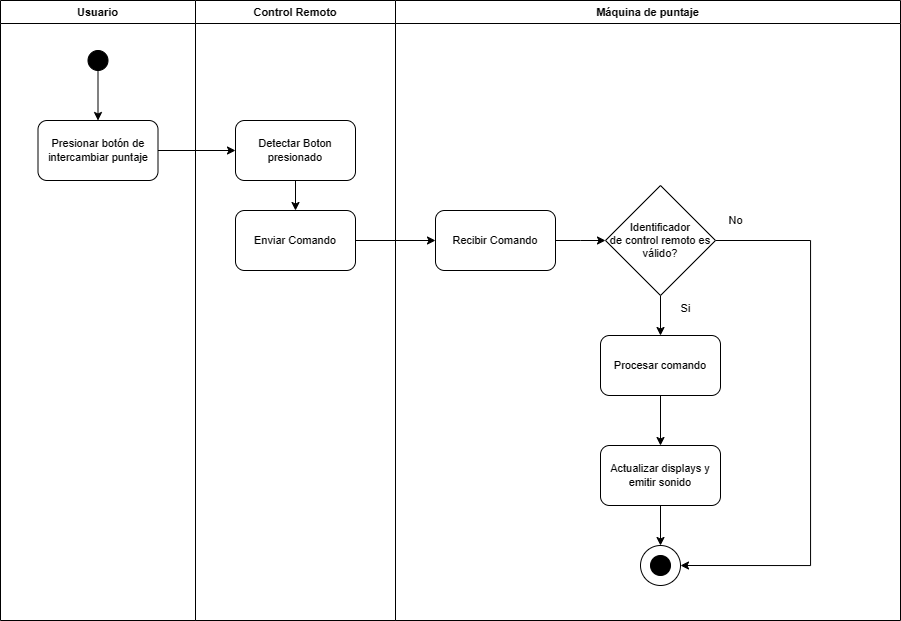 Usuario
Control Remoto
Máquina de puntaje
Presionar botón de
intercambiar puntaje
Detectar Boton
presionado
Enviar Comando
Recibir Comando
Identificador
de control remoto es
válido?
No
Si
Procesar comando
Actualizar displays y
emitir sonido